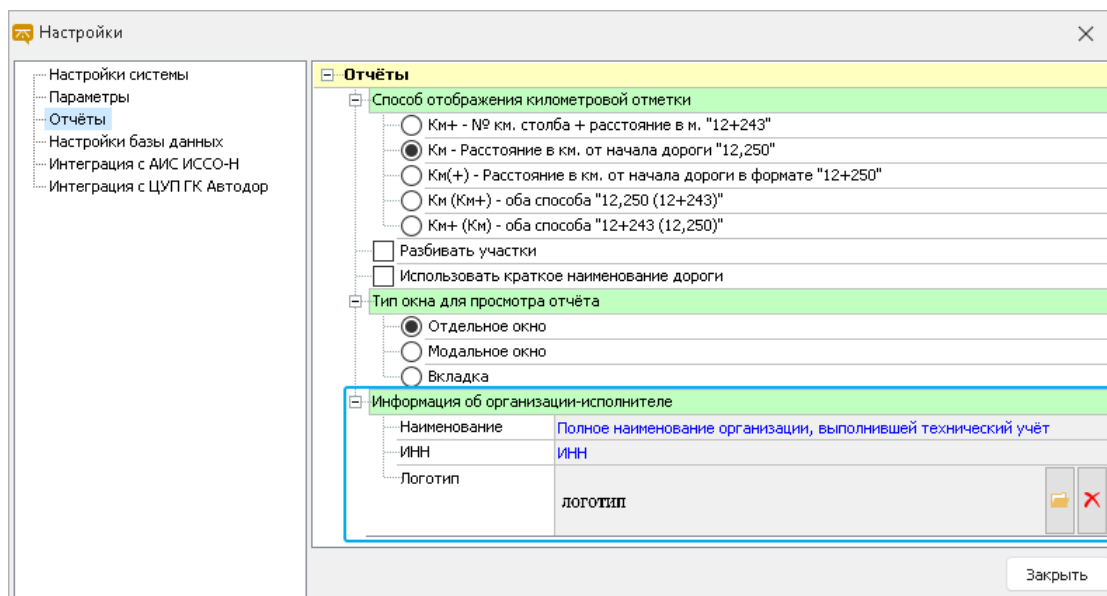 Настройки
Настройки системы
Параметры
Отчёты
Настройки базы данных
Интеграция с АИС ИССО-Н
Интеграция с ЦУП ГК Автодор
Отчёты
Способ отображения километровой отметки
Км+ - № км. столба + расстояние в м. "12+243"
Км - Расстояние в км. от начала дороги "12,250"
Км(+) - Расстояние в км. от начала дороги в формате "12+250"
Км (Км+) - оба способа "12,250 (12+243)"
Км+ (Км) - оба способа "12+243 (12,250)"
Разбивать участки
Использовать краткое наименование дороги
Тип окна для просмотра отчёта
Отдельное окно
Модальное окно
Вкладка
Информация об организации-исполнителе
Наименование Полное наименование организации, выполнившей технический учёт
ИНН ИНН
Логотип логотип
Закрыть